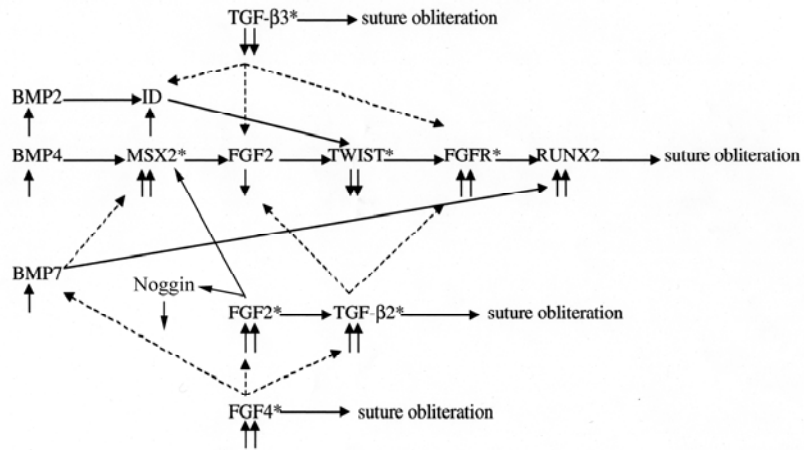 TGF-β3* suture obliteration
BMP2 ID
BMP4 MSX2* FGF2 TWIST* FGFR* RUNX2 suture obliteration
BMP7
Noggin
FGF2* TGF-β2* suture obliteration
FGF4* suture obliteration